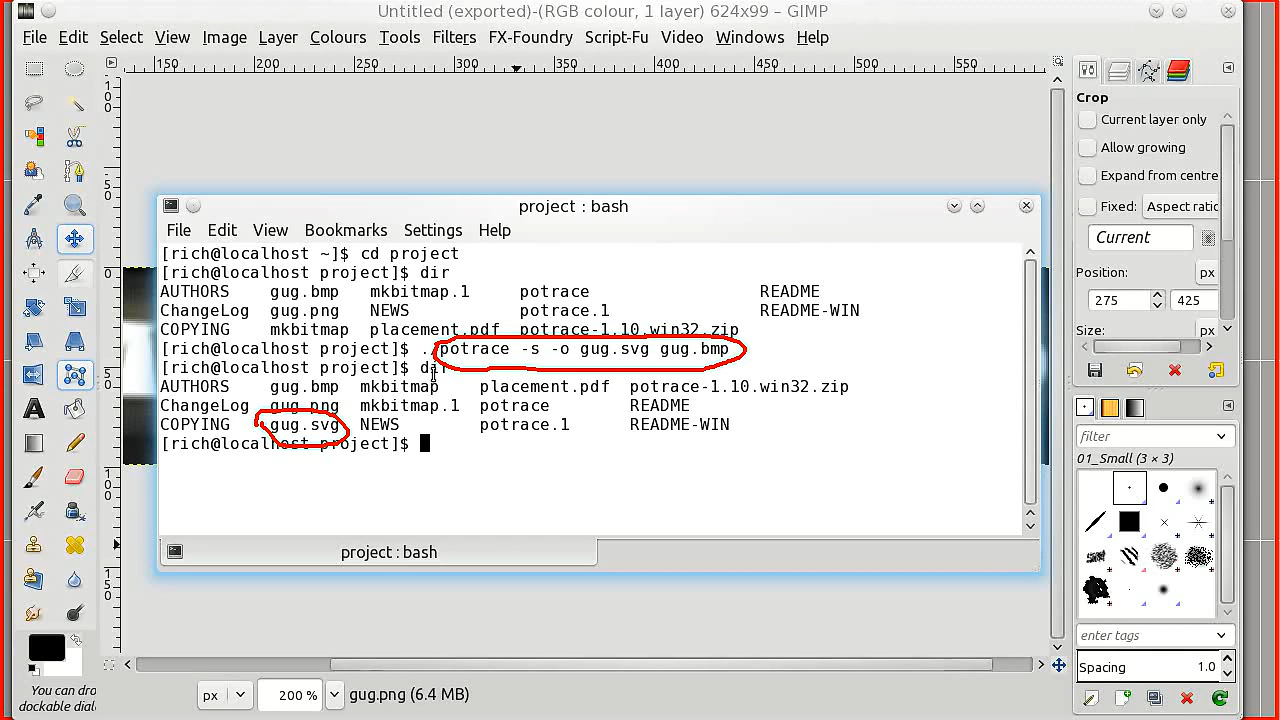 Untitled (exported)-(RGB colour, 1 layer) 624x99 – GIMP
File Edit Select View Image Layer Colours Tools Filters FX-Foundry Script-Fu Video Windows Help
150 200 250 300 350 400 450 500 550
Crop
Current layer only
Allow growing
Expand from centre
Fixed: Aspect ratic
Current
Position: px
275 425
Size: px
project : bash
File Edit View Bookmarks Settings Help
[rich@localhost ~]$ cd project
[rich@localhost project]$ dir
AUTHORS gug.bmp mkbitmap.1 potrace README
ChangeLog gug.png NEWS potrace.1 README-WIN
COPYING mkbitmap placement.pdf potrace-1.10.win32.zip
[rich@localhost project]$ ./potrace -s -o gug.svg gug.bmp
[rich@localhost project]$ dir
AUTHORS gug.bmp mkbitmap placement.pdf potrace-1.10.win32.zip
ChangeLog gug.png mkbitmap.1 potrace README
COPYING gug.svg NEWS potrace.1 README-WIN
[rich@localhost project]$
project : bash
filter
01_Small (3 × 3)
enter tags
Spacing 1.0
You can dro
dockable dial
px 200 % gug.png (6.4 MB)